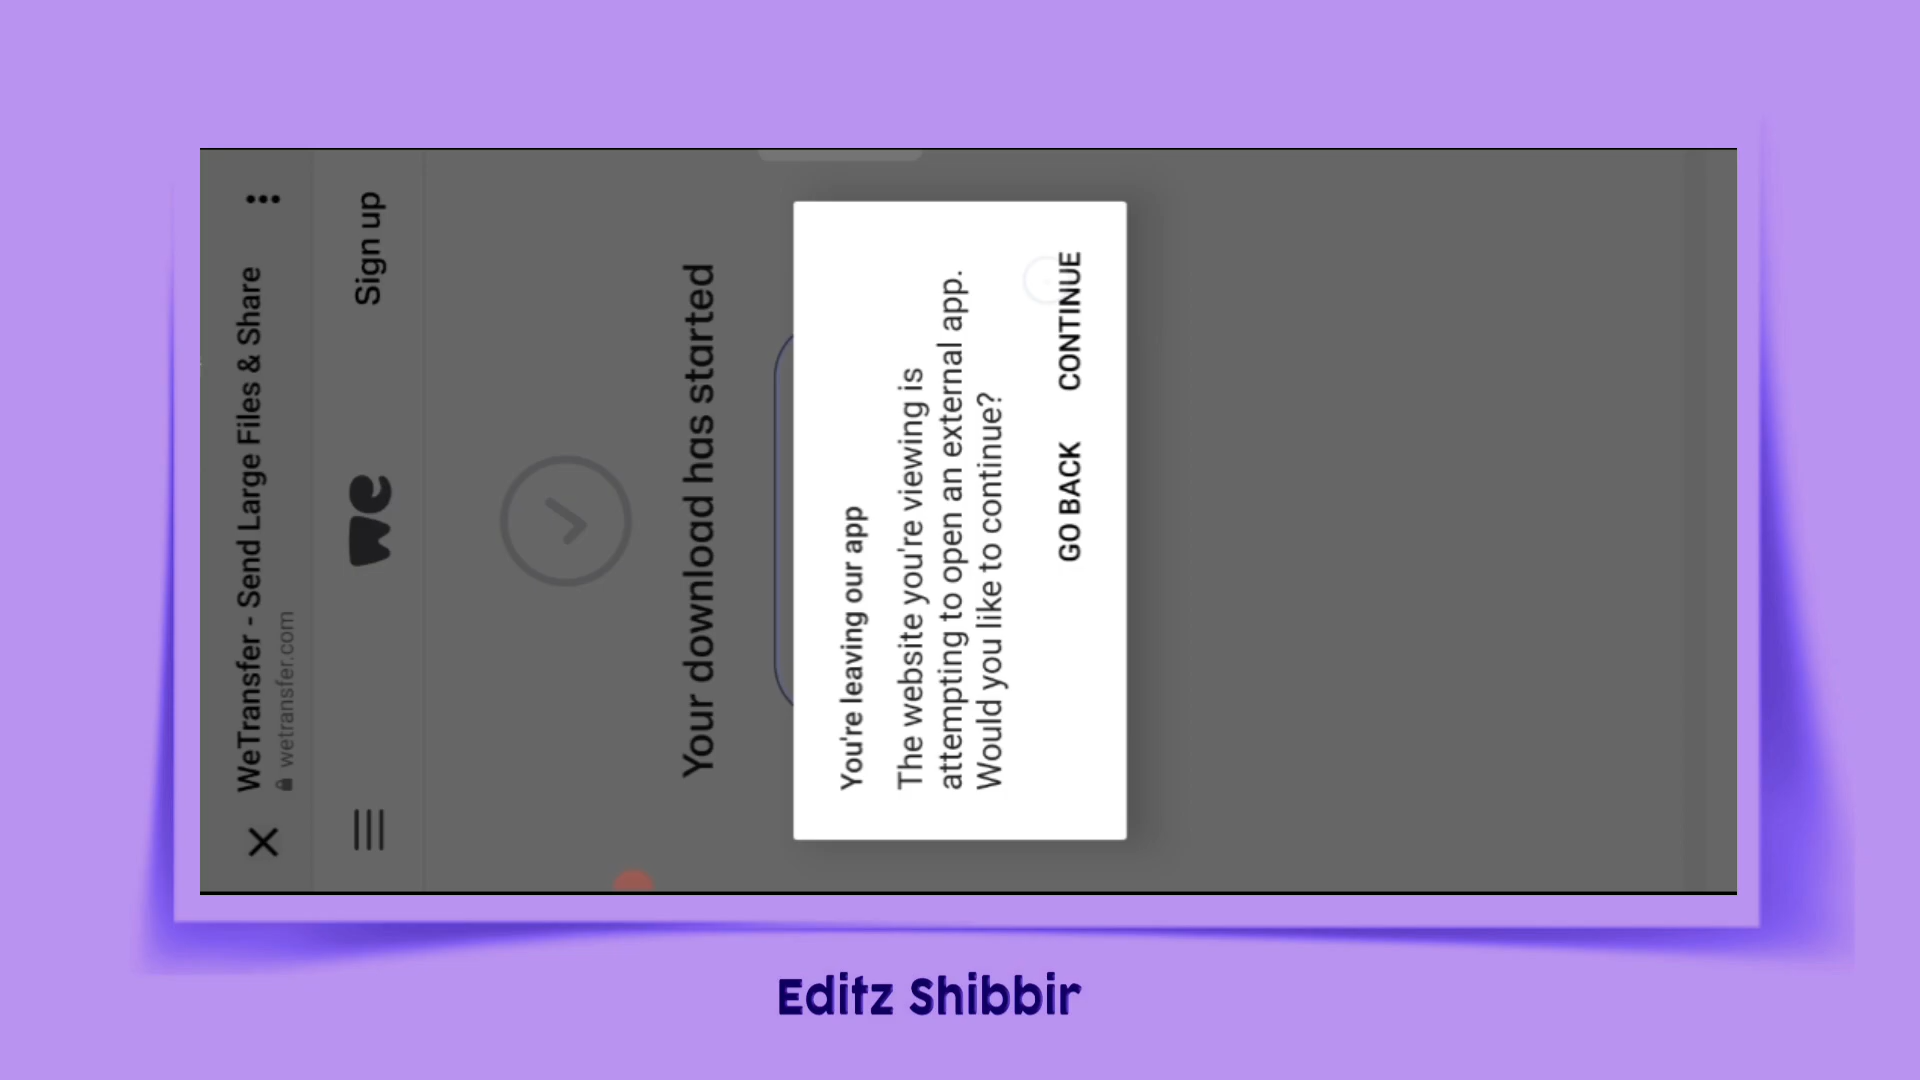 WeTransfer - Send Large Files & Share
wetransfer.com
we
Sign up
Your download has started
You're leaving our app
The website you're viewing is
attempting to open an external app.
Would you like to continue?
GO BACK CONTINUE
Editz Shibbir